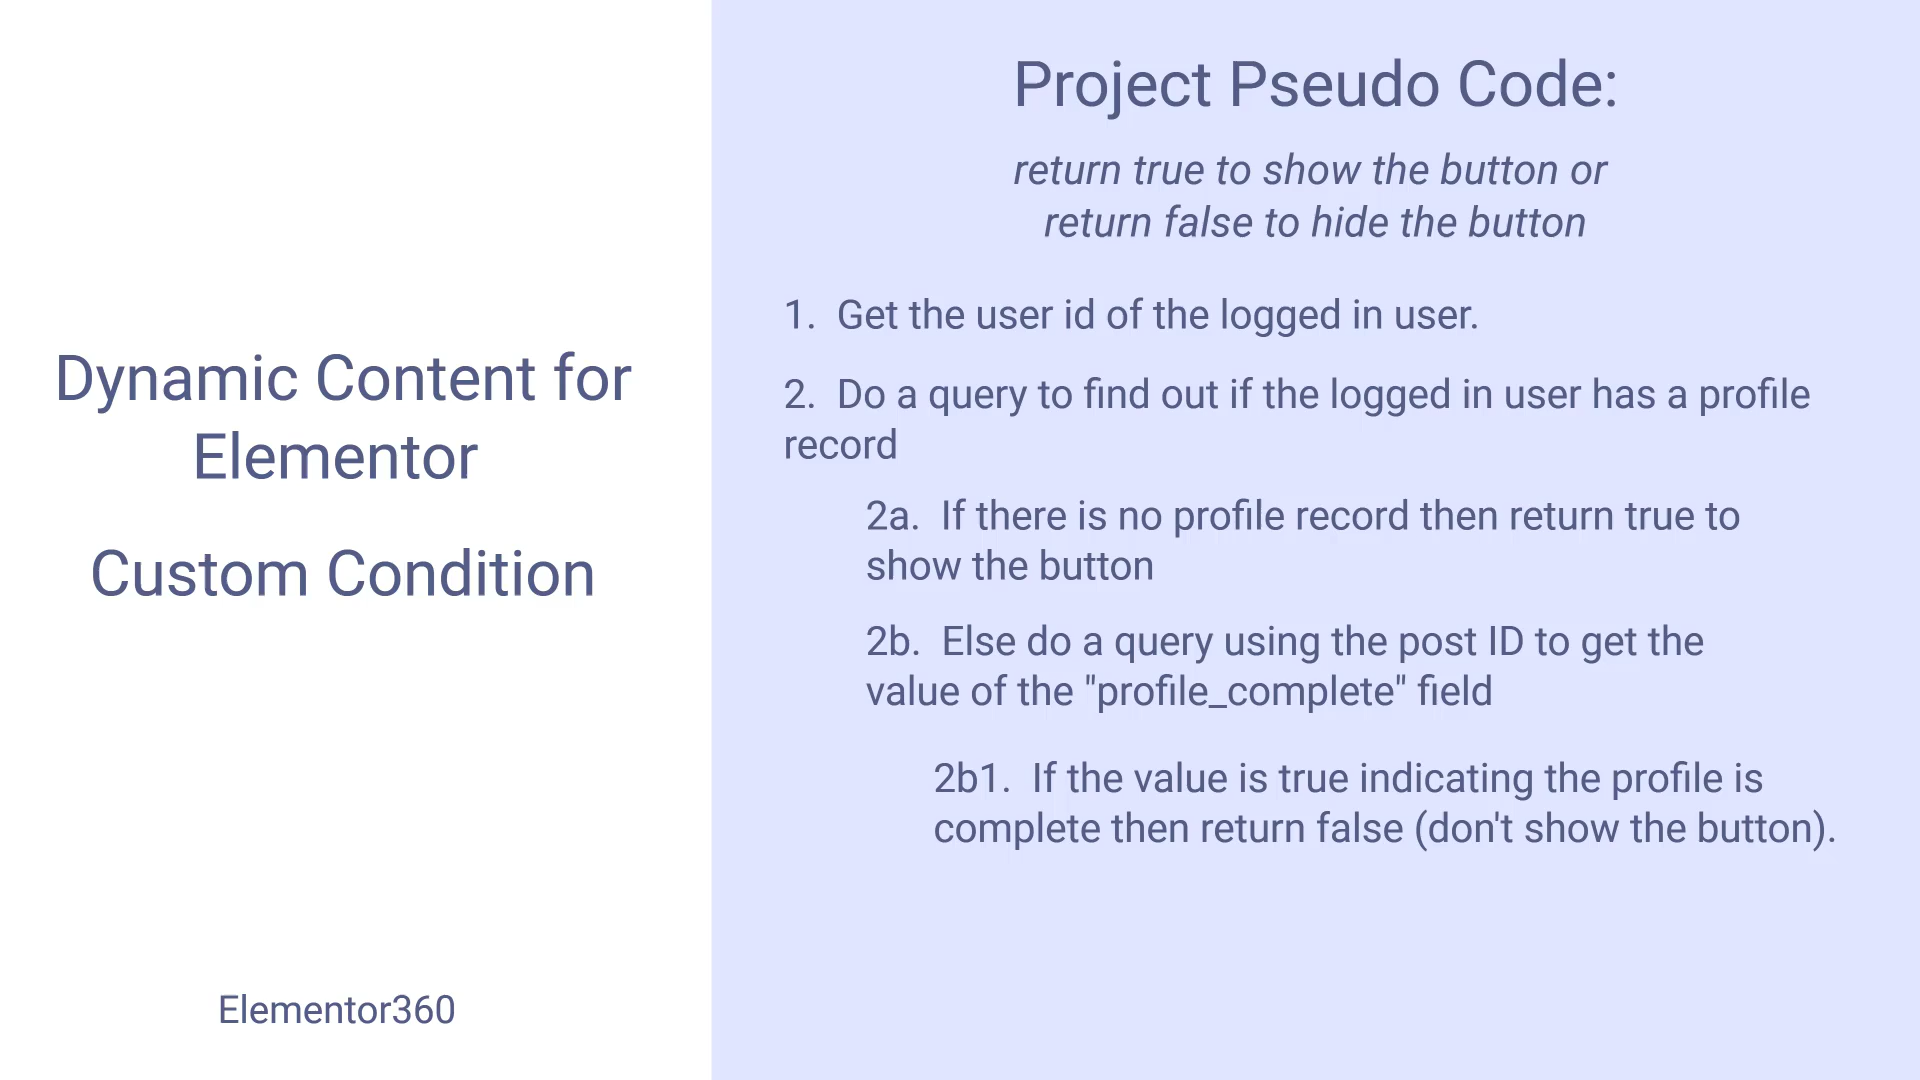 Dynamic Content for
Elementor
Custom Condition
Elementor360
Project Pseudo Code:
return true to show the button or
return false to hide the button
1. Get the user id of the logged in user.
2. Do a query to find out if the logged in user has a profile
record
2a. If there is no profile record then return true to
show the button
2b. Else do a query using the post ID to get the
value of the "profile_complete" field
2b1. If the value is true indicating the profile is
complete then return false (don't show the button).